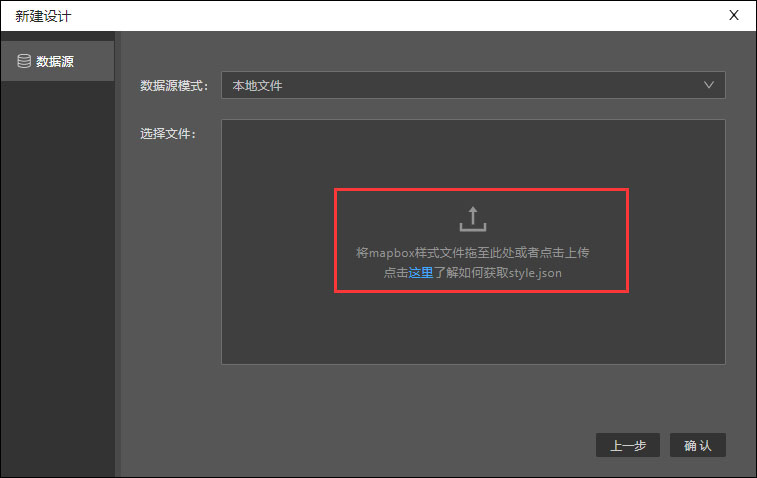 新建设计
X
数据源
数据源模式：
本地文件
选择文件：
将mapbox样式文件拖至此处或者点击上传
点击这里了解如何获取style.json
上一步
确 认